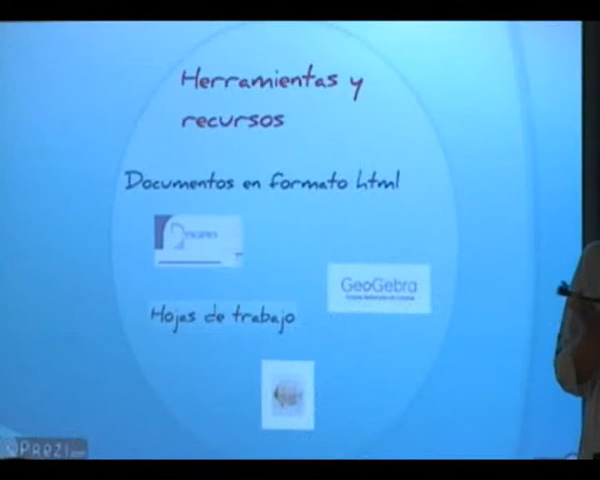 Herramientas y
recursos
Documentos en formato html
GeoGebra
Hojas de trabajo
PREZI